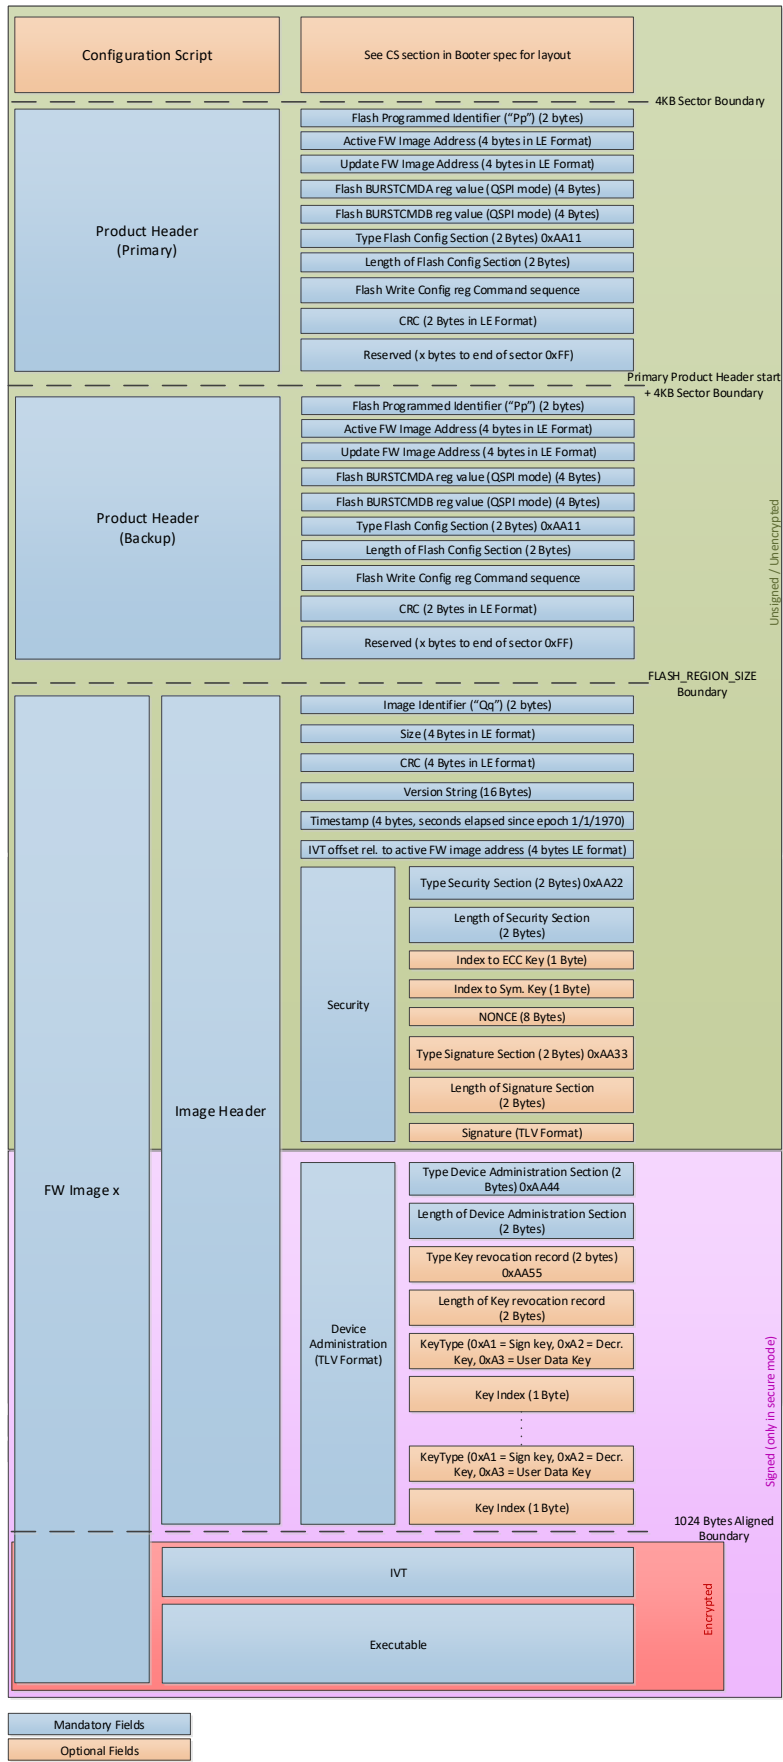 Configuration Script
See CS section in Booter spec for layout
4KB Sector Boundary
Product Header
(Primary)
Flash Programmed Identifier (“Pp”) (2 bytes)
Active FW Image Address (4 bytes in LE Format)
Update FW Image Address (4 bytes in LE Format)
Flash BURSTCMDA reg value (QSPI mode) (4 Bytes)
Flash BURSTCMDB reg value (QSPI mode) (4 Bytes)
Type Flash Config Section (2 Bytes) 0xAA11
Length of Flash Config Section (2 Bytes)
Flash Write Config reg Command sequence
CRC (2 Bytes in LE Format)
Reserved (x bytes to end of sector 0xFF)
Primary Product Header start
+ 4KB Sector Boundary
Product Header
(Backup)
Flash Programmed Identifier (“Pp”) (2 bytes)
Active FW Image Address (4 bytes in LE Format)
Update FW Image Address (4 bytes in LE Format)
Flash BURSTCMDA reg value (QSPI mode) (4 Bytes)
Flash BURSTCMDB reg value (QSPI mode) (4 Bytes)
Type Flash Config Section (2 Bytes) 0xAA11
Length of Flash Config Section (2 Bytes)
Flash Write Config reg Command sequence
CRC (2 Bytes in LE Format)
Reserved (x bytes to end of sector 0xFF)
Unsigned / Unencrypted
FLASH_REGION_SIZE
Boundary
FW Image x
Image Header
Image Identifier (“Qq”) (2 bytes)
Size (4 Bytes in LE format)
CRC (4 Bytes in LE format)
Version String (16 Bytes)
Timestamp (4 bytes, seconds elapsed since epoch 1/1/1970)
IVT offset rel. to active FW image address (4 bytes LE format)
Security
Type Security Section (2 Bytes) 0xAA22
Length of Security Section
(2 Bytes)
Index to ECC Key (1 Byte)
Index to Sym. Key (1 Byte)
NONCE (8 Bytes)
Type Signature Section (2 Bytes) 0xAA33
Length of Signature Section
(2 Bytes)
Signature (TLV Format)
Device
Administration
(TLV Format)
Type Device Administration Section (2
Bytes) 0xAA44
Length of Device Administration Section
(2 Bytes)
Type Key revocation record (2 bytes)
0xAA55
Length of Key revocation record
(2 Bytes)
KeyType (0xA1 = Sign key, 0xA2 = Decr.
Key, 0xA3 = User Data Key
Key Index (1 Byte)
KeyType (0xA1 = Sign key, 0xA2 = Decr.
Key, 0xA3 = User Data Key
Key Index (1 Byte)
Signed (only in secure mode)
1024 Bytes Aligned
Boundary
IVT
Executable
Encrypted
Mandatory Fields
Optional Fields